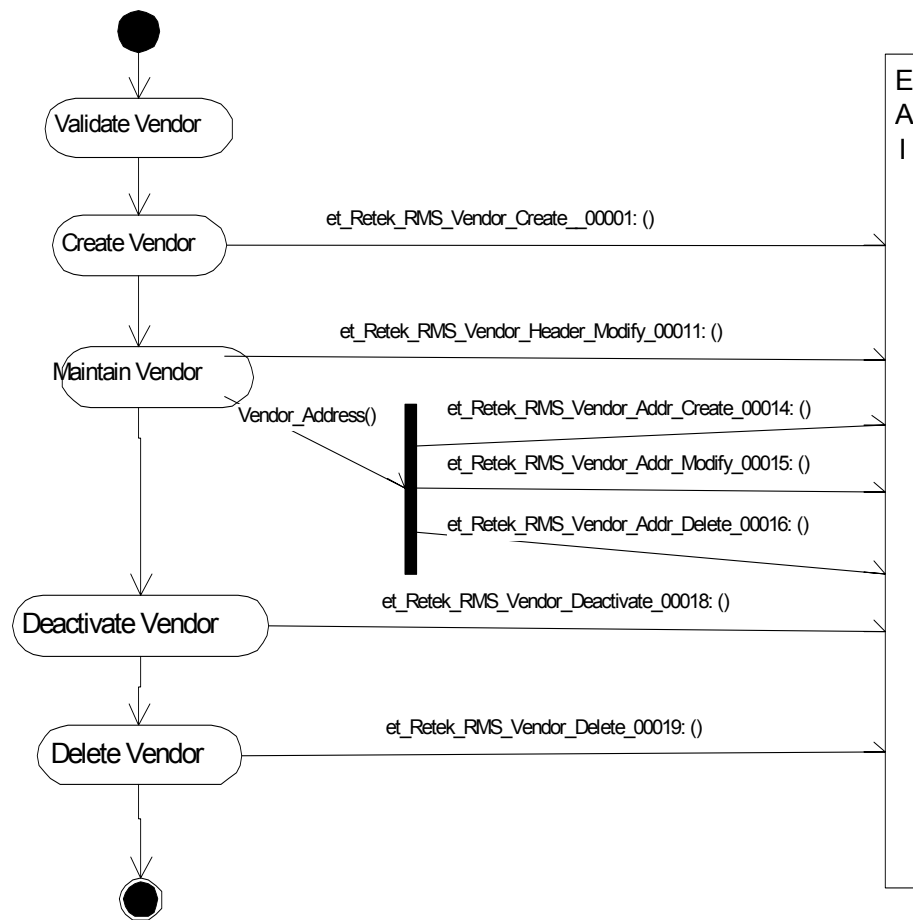 E
A
I
Validate Vendor
et_Retek_RMS_Vendor_Create__00001: ()
Create Vendor
et_Retek_RMS_Vendor_Header_Modify_00011: ()
Maintain Vendor
Vendor_Address()
et_Retek_RMS_Vendor_Addr_Create_00014: ()
et_Retek_RMS_Vendor_Addr_Modify_00015: ()
et_Retek_RMS_Vendor_Addr_Delete_00016: ()
et_Retek_RMS_Vendor_Deactivate_00018: ()
Deactivate Vendor
et_Retek_RMS_Vendor_Delete_00019: ()
Delete Vendor